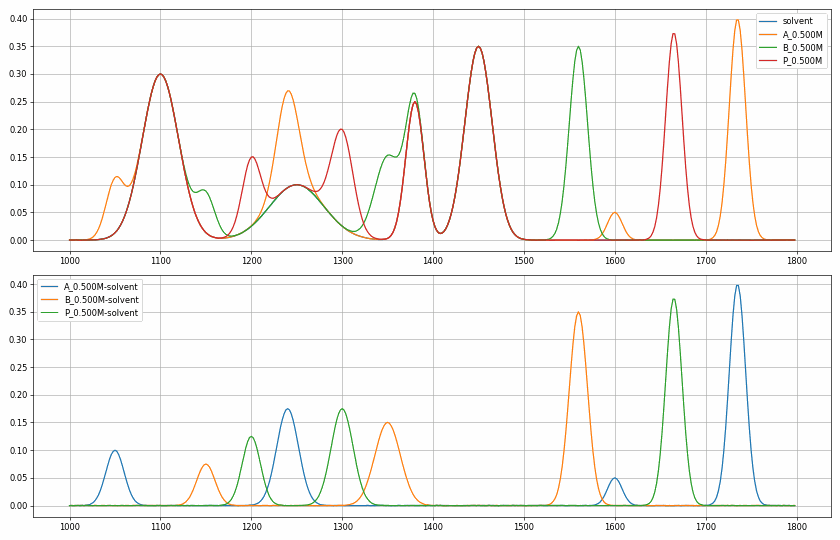 0.40
0.35
0.30
0.25
0.20
0.15
0.10
0.05
0.00
solvent
A_0.500M
B_0.500M
P_0.500M
1000 1100 1200 1300 1400 1500 1600 1700 1800
A_0.500M-solvent
B_0.500M-solvent
P_0.500M-solvent
0.40
0.35
0.30
0.25
0.20
0.15
0.10
0.05
0.00
1000 1100 1200 1300 1400 1500 1600 1700 1800